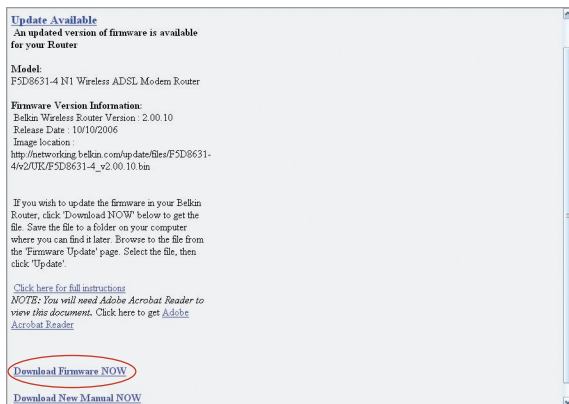 Update Available
An updated version of firmware is available
for your Router
Model:
F5D8631-4 N1 Wireless ADSL Modem Router
Firmware Version Information:
Belkin Wireless Router Version : 2.00.10
Release Date : 10/10/2006
Image location :
http://networking.belkin.com/update/files/F5D8631-
4/v2/UK/F5D8631-4_v2.00.10.bin
If you wish to update the firmware in your Belkin
Router, click 'Download NOW' below to get the
file. Save the file to a folder on your computer
where you can find it later. Browse to the file from
the 'Firmware Update' page. Select the file, then
click 'Update'.
Click here for full instructions
NOTE: You will need Adobe Acrobat Reader to
view this document. Click here to get Adobe
Acrobat Reader
Download Firmware NOW
Download New Manual NOW